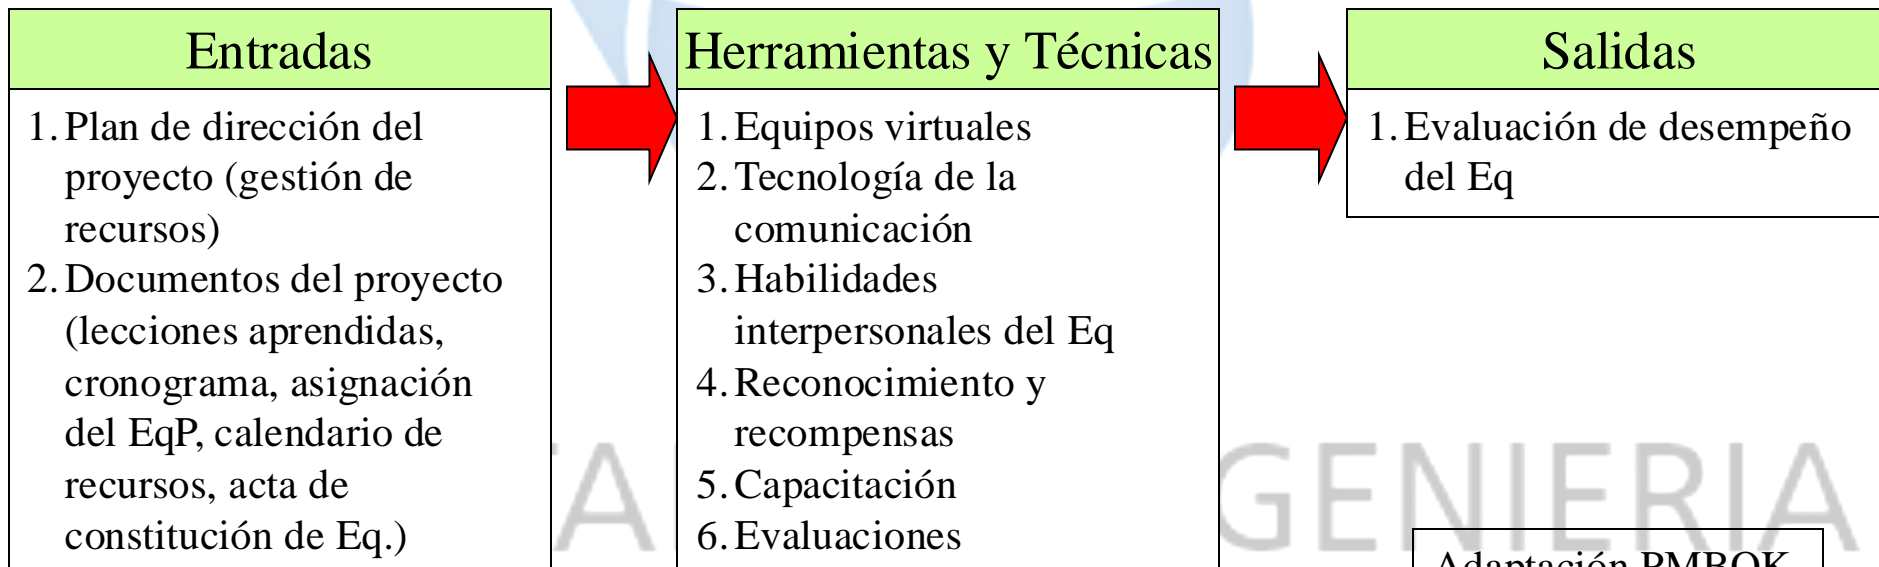 Entradas
1. Plan de dirección del
proyecto (gestión de
recursos)
2. Documentos del proyecto
(lecciones aprendidas,
cronograma, asignación
del EqP, calendario de
recursos, acta de
constitución de Eq.)
Herramientas y Técnicas
1. Equipos virtuales
2. Tecnología de la
comunicación
3. Habilidades
interpersonales del Eq
4. Reconocimiento y
recompensas
5. Capacitación
6. Evaluaciones
Salidas
1. Evaluación de desempeño
del Eq
GENIERIA
Adaptación PMBOK